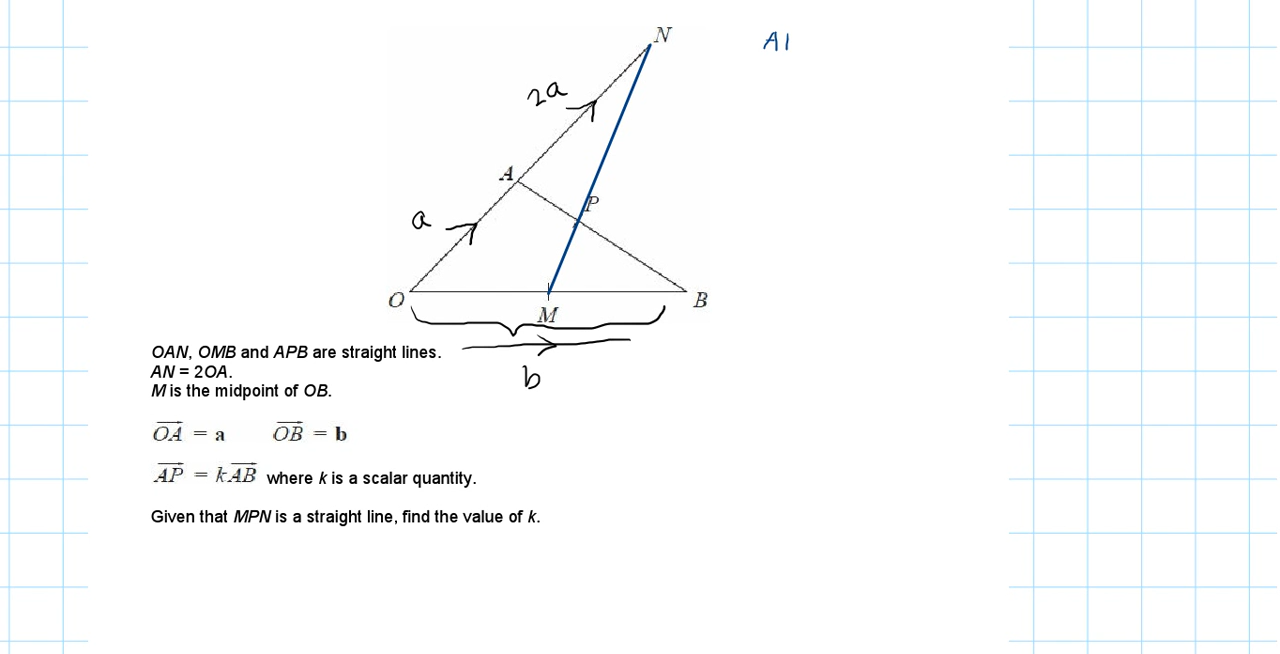 N
A1
2a
A
a
P
O
M
B
b
OAN, OMB and APB are straight lines.
AN = 2OA.
M is the midpoint of OB.
OA = a OB = b
AP = kAB where k is a scalar quantity.
Given that MPN is a straight line, find the value of k.